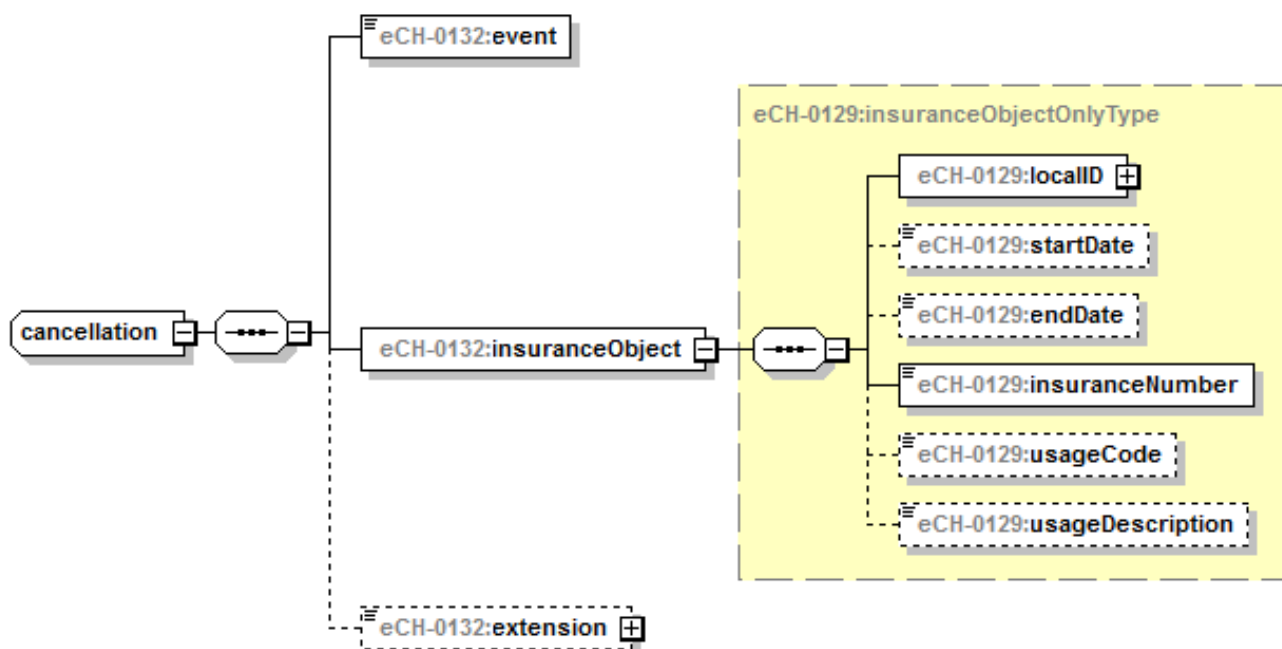 eCH-0132:event
eCH-0129:insuranceObjectOnlyType
eCH-0129:localID
eCH-0129:startDate
eCH-0129:endDate
cancellation
eCH-0132:insuranceObject
eCH-0129:insuranceNumber
eCH-0129:usageCode
eCH-0129:usageDescription
eCH-0132:extension